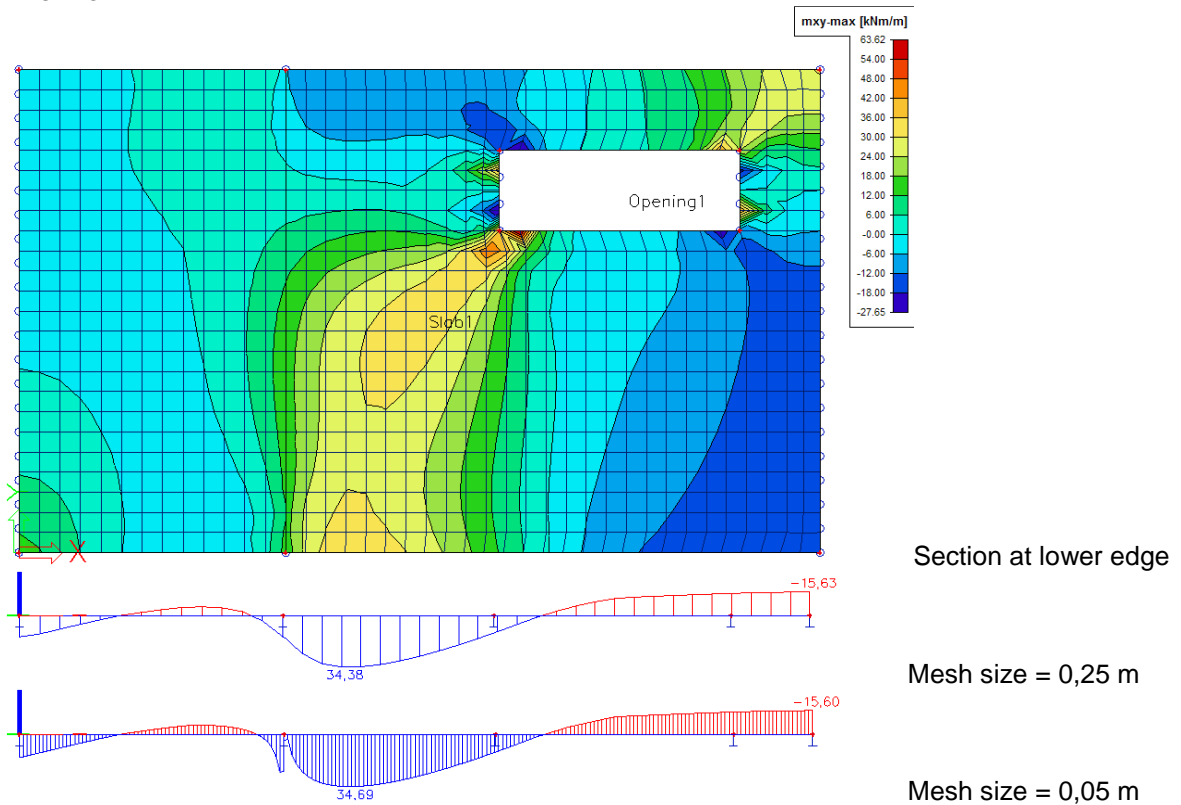 mxy-max [kNm/m]
63.62
54.00
48.00
42.00
36.00
30.00
24.00
18.00
12.00
6.00
-0.00
-6.00
-12.00
-18.00
-27.65
Opening1
Slab1
Y
X
Section at lower edge
-15,63
34,38
Mesh size = 0,25 m
-15,60
34,69
Mesh size = 0,05 m